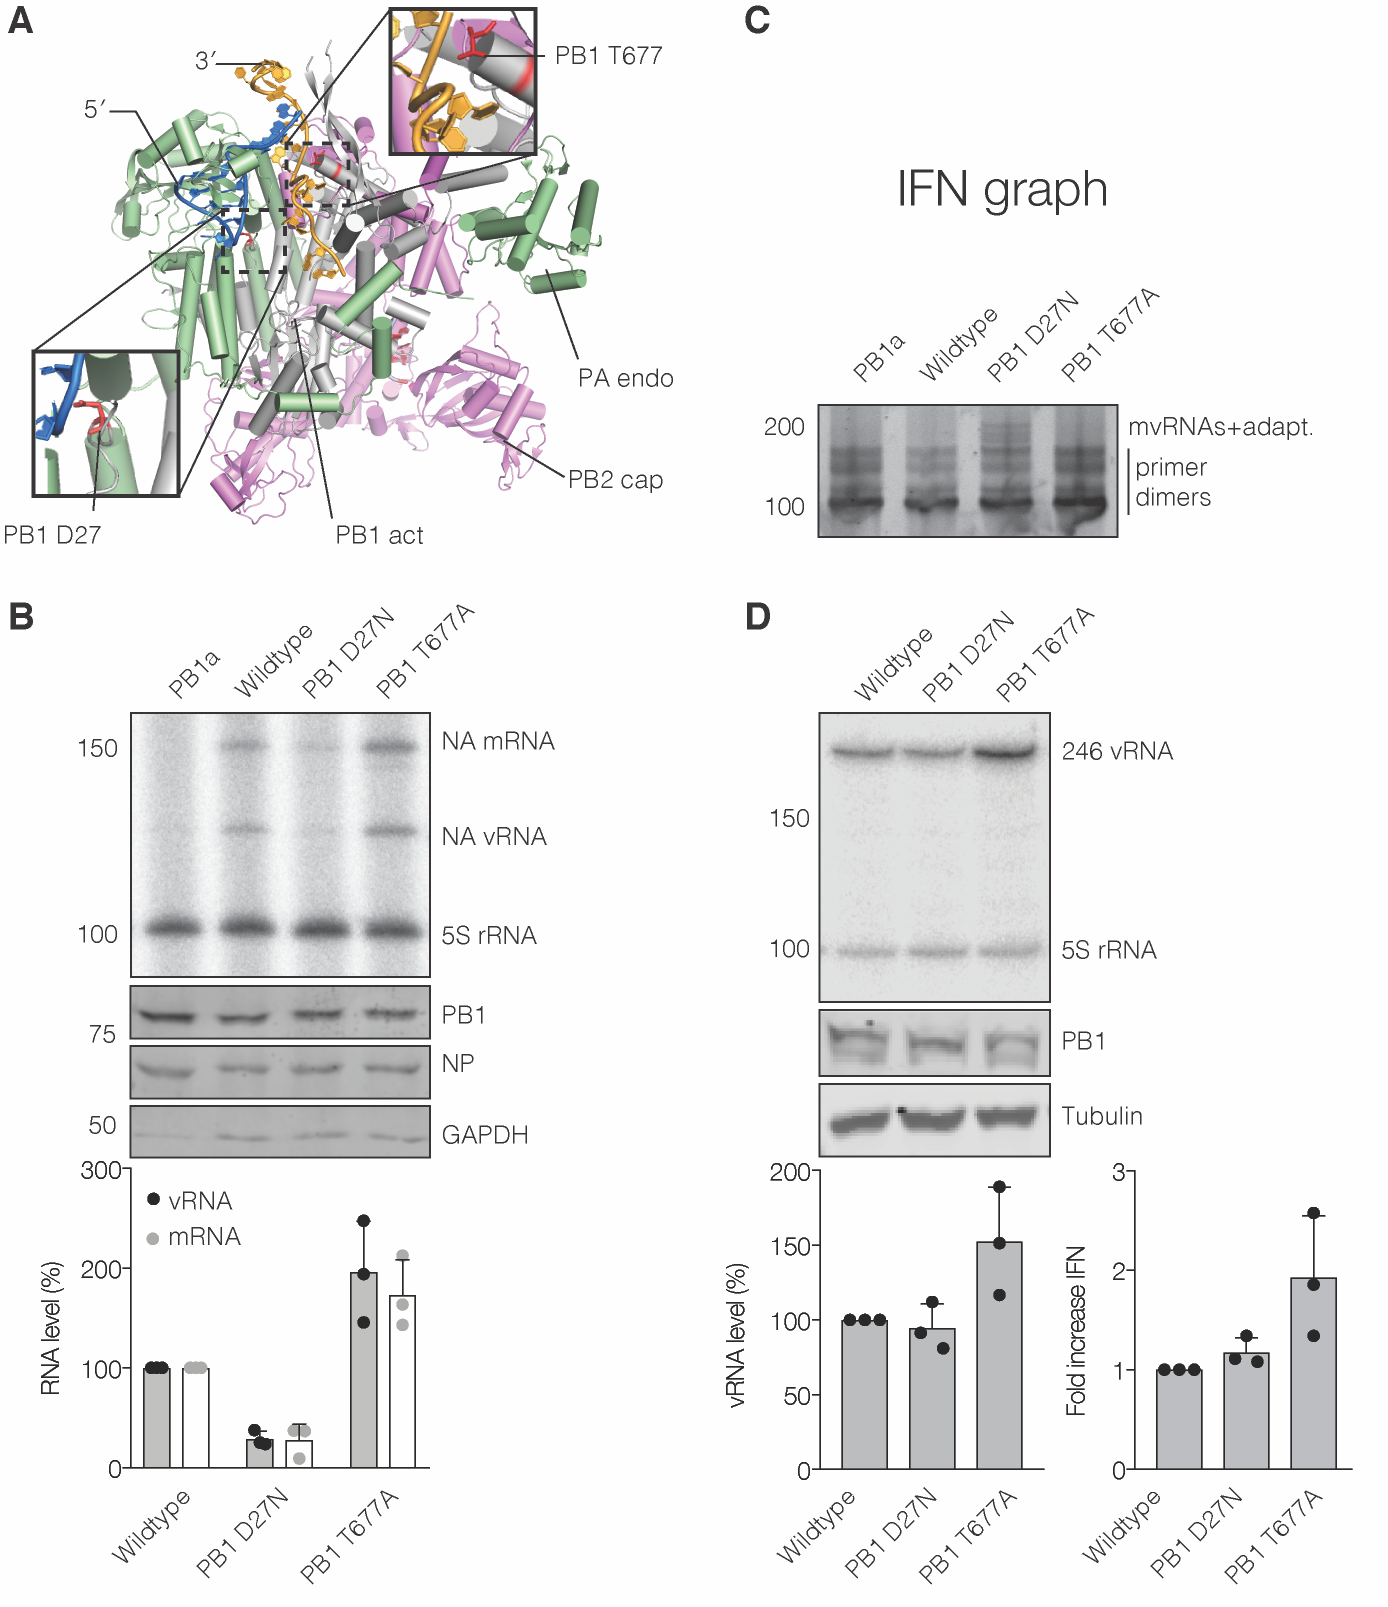 A
3′
5′
PB1 T677
PA endo
PB2 cap
PB1 act
PB1 D27
C
IFN graph
PB1a
Wildtype
PB1 D27N
PB1 T677A
200
100
mvRNAs+adapt.
primer
dimers
B
PB1a
Wildtype
PB1 D27N
PB1 T677A
150
100
NA mRNA
NA vRNA
5S rRNA
75
50
PB1
NP
GAPDH
300
200
100
0
RNA level (%)
vRNA
mRNA
Wildtype
PB1 D27N
PB1 T677A
D
Wildtype
PB1 D27N
PB1 T677A
150
100
246 vRNA
5S rRNA
PB1
Tubulin
200
150
100
50
0
vRNA level (%)
Wildtype
PB1 D27N
PB1 T677A
3
2
1
0
Fold increase IFN
Wildtype
PB1 D27N
PB1 T677A